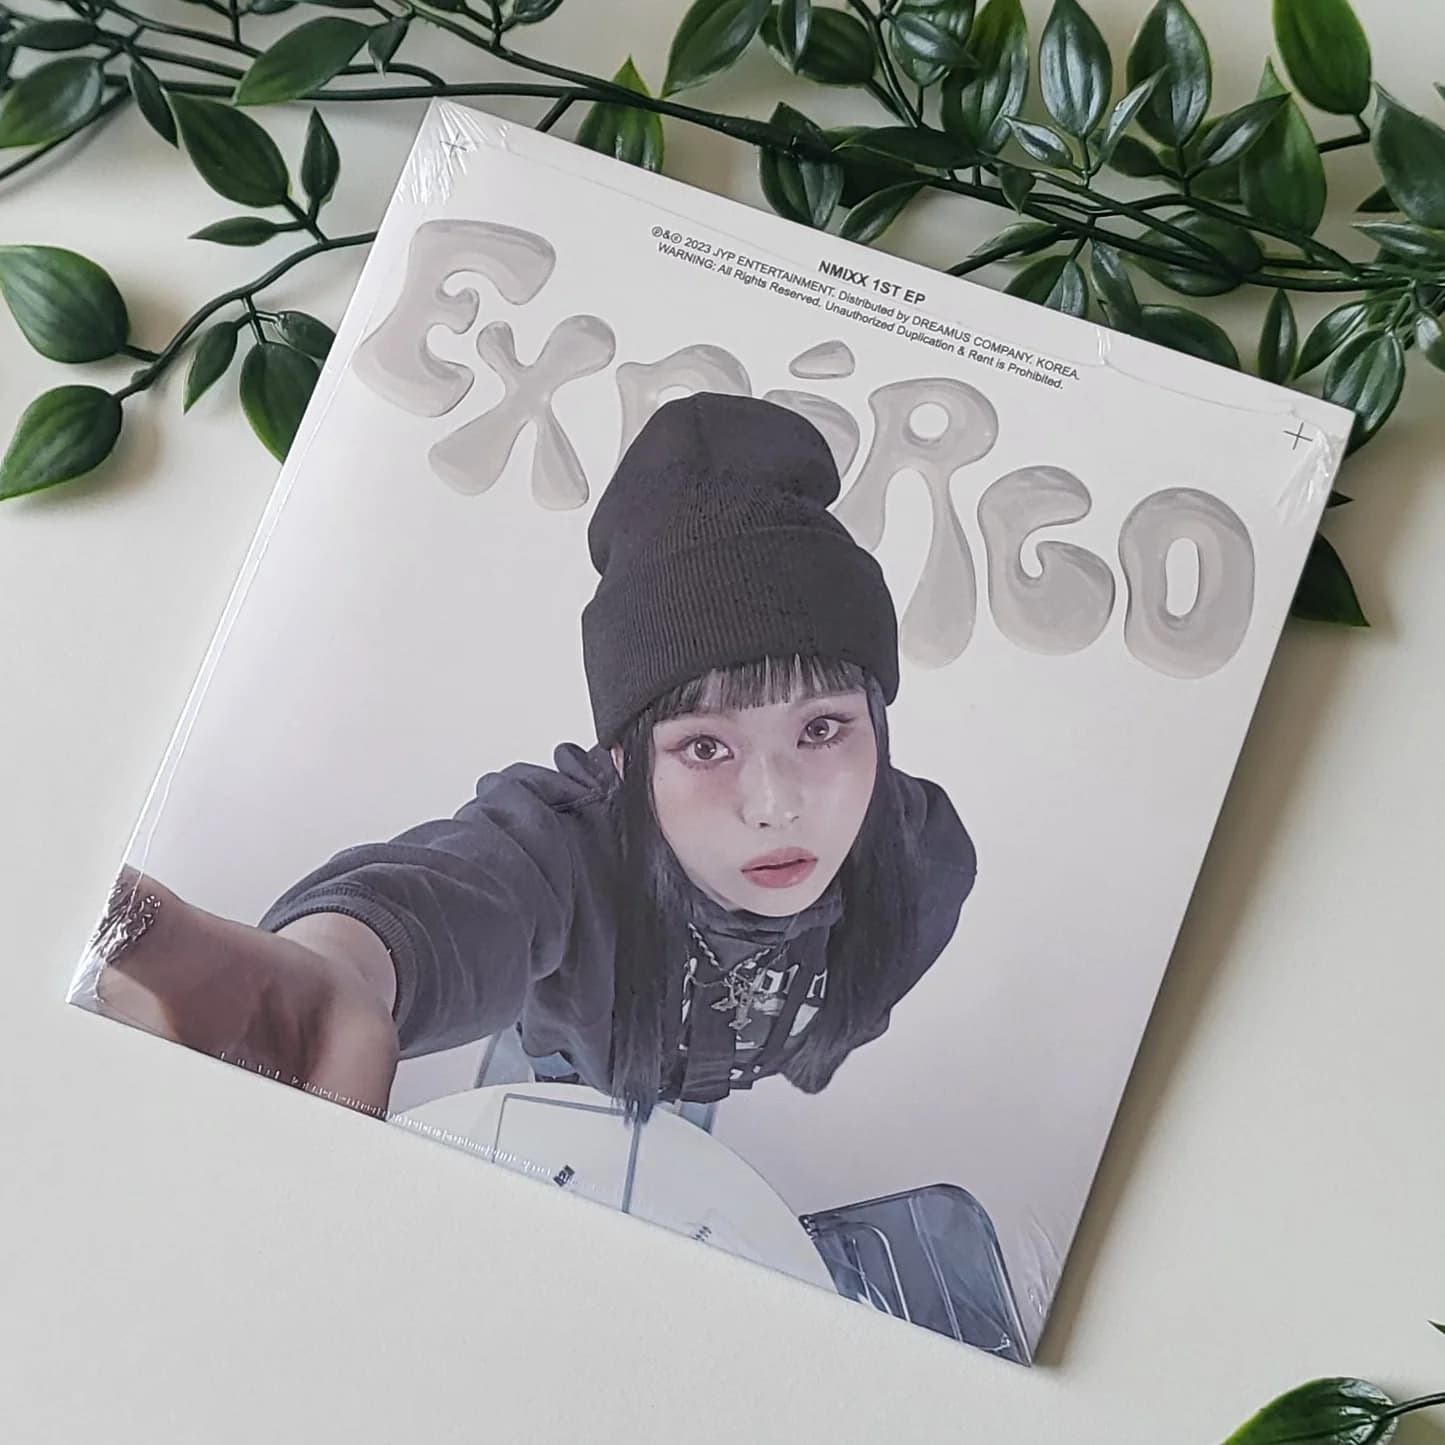 NMIXX 1ST EP
℗&© 2023 JYP ENTERTAINMENT. Distributed by DREAMUS COMPANY. KOREA.
WARNING: All Rights Reserved. Unauthorized Duplication & Rent is Prohibited.
EXPÉRGO